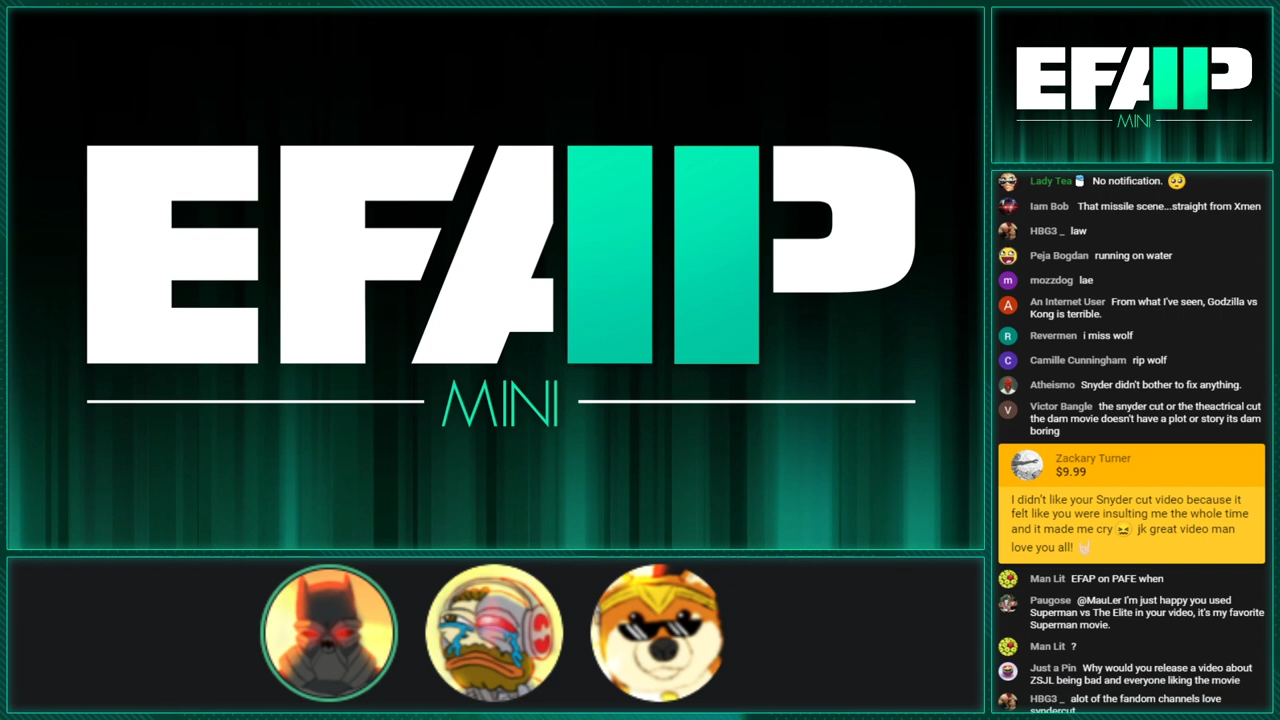 EFAP
MINI
EFAP
MINI
Lady Tea No notification.
Iam Bob That missile scene...straight from Xmen
HBG3_ law
Peja Bogdan running on water
m mozzdog lae
A An Internet User From what I've seen, Godzilla vs
Kong is terrible.
R Revermen i miss wolf
C Camille Cunningham rip wolf
Atheismo Snyder didn't bother to fix anything.
V Victor Bangle the snyder cut or the theactrical cut
the dam movie doesn't have a plot or story its dam
boring
Zackary Turner
$9.99
I didn't like your Snyder cut video because it
felt like you were insulting me the whole time
and it made me cry jk great video man
love you all!
Man Lit EFAP on PAFE when
Paugose @MauLer I'm just happy you used
Superman vs The Elite in your video, it's my favorite
Superman movie.
Man Lit ?
Just a Pin Why would you release a video about
ZSJL being bad and everyone liking the movie
HBG3_ alot of the fandom channels love
syndercut